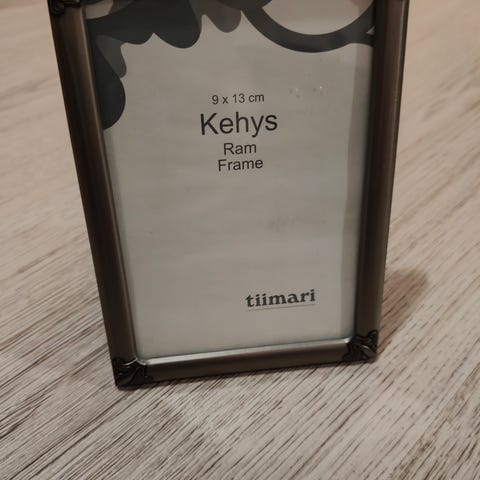 9 x 13 cm
Kehys
Ram
Frame
tiimari